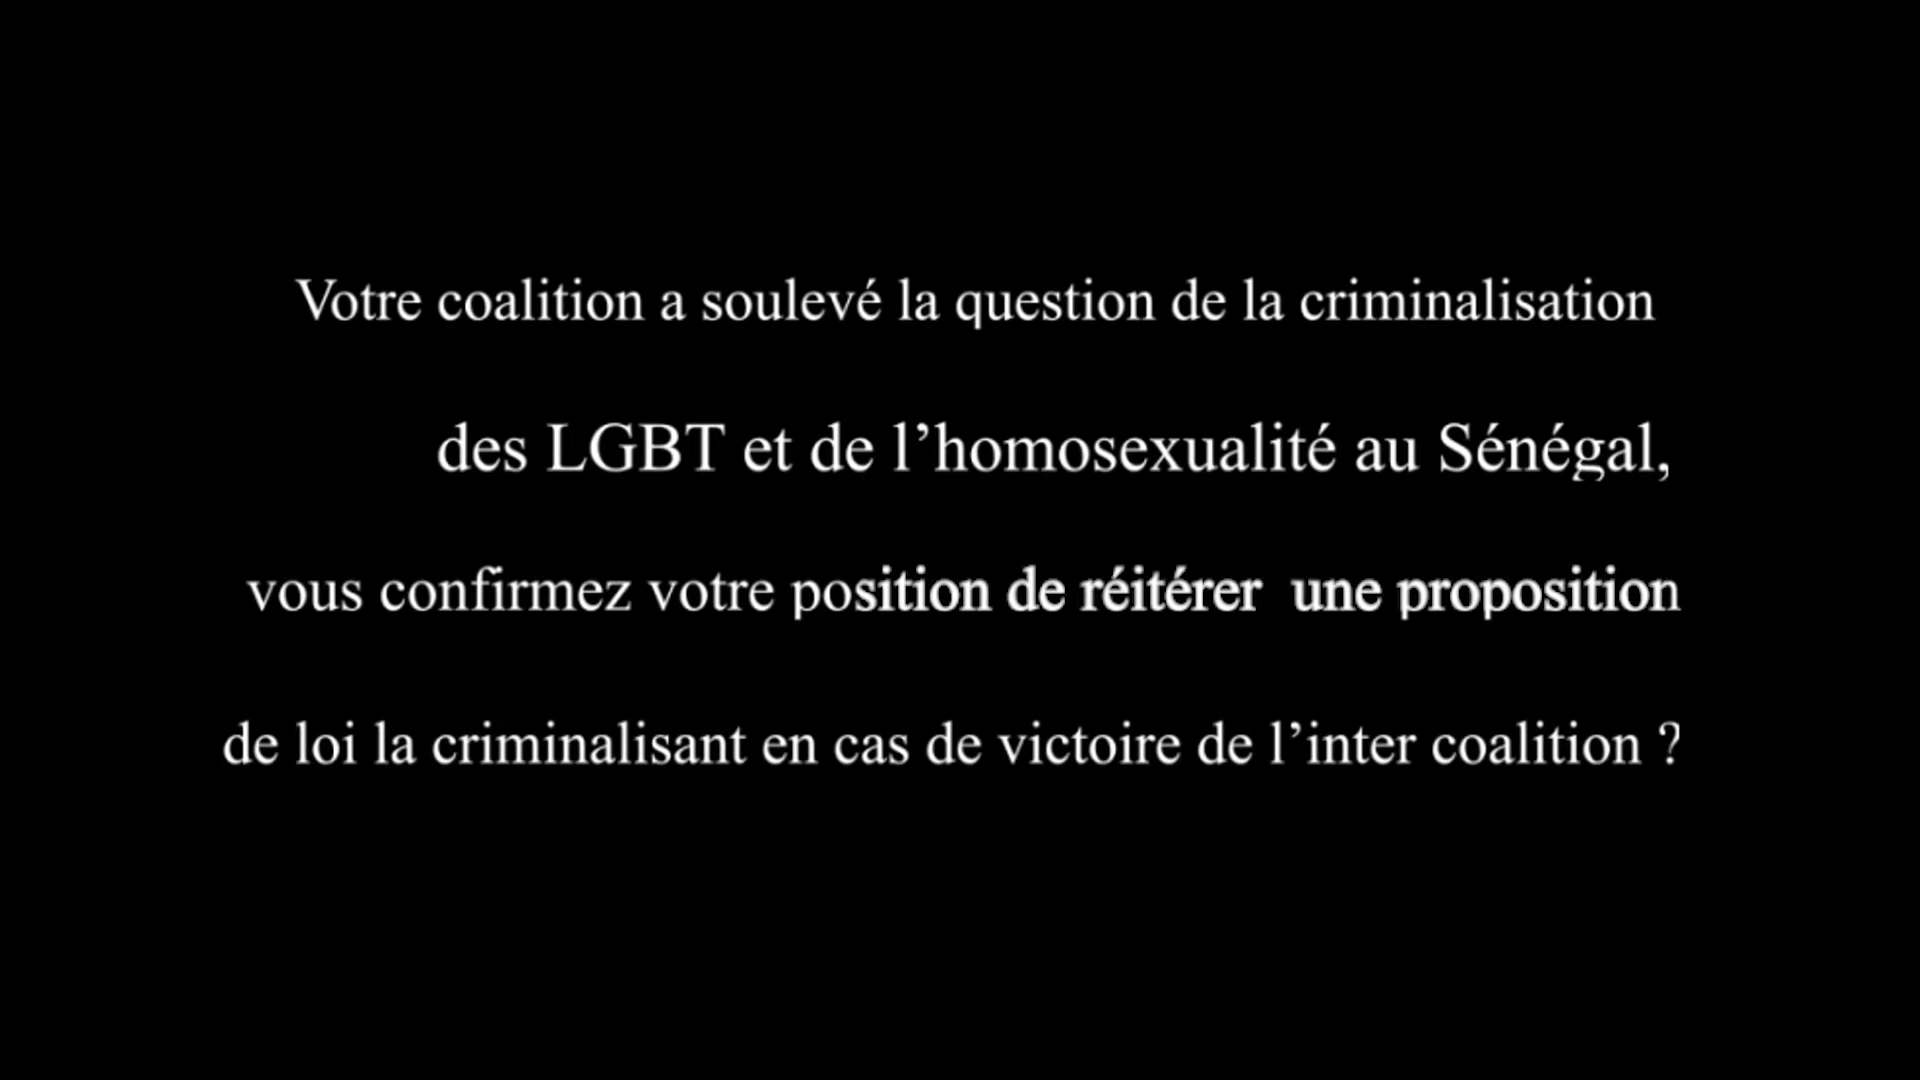 Votre coalition a soulevé la question de la criminalisation
des LGBT et de l’homosexualité au Sénégal,
vous confirmez votre position de réitérer une proposition
de loi la criminalisant en cas de victoire de l’inter coalition ?